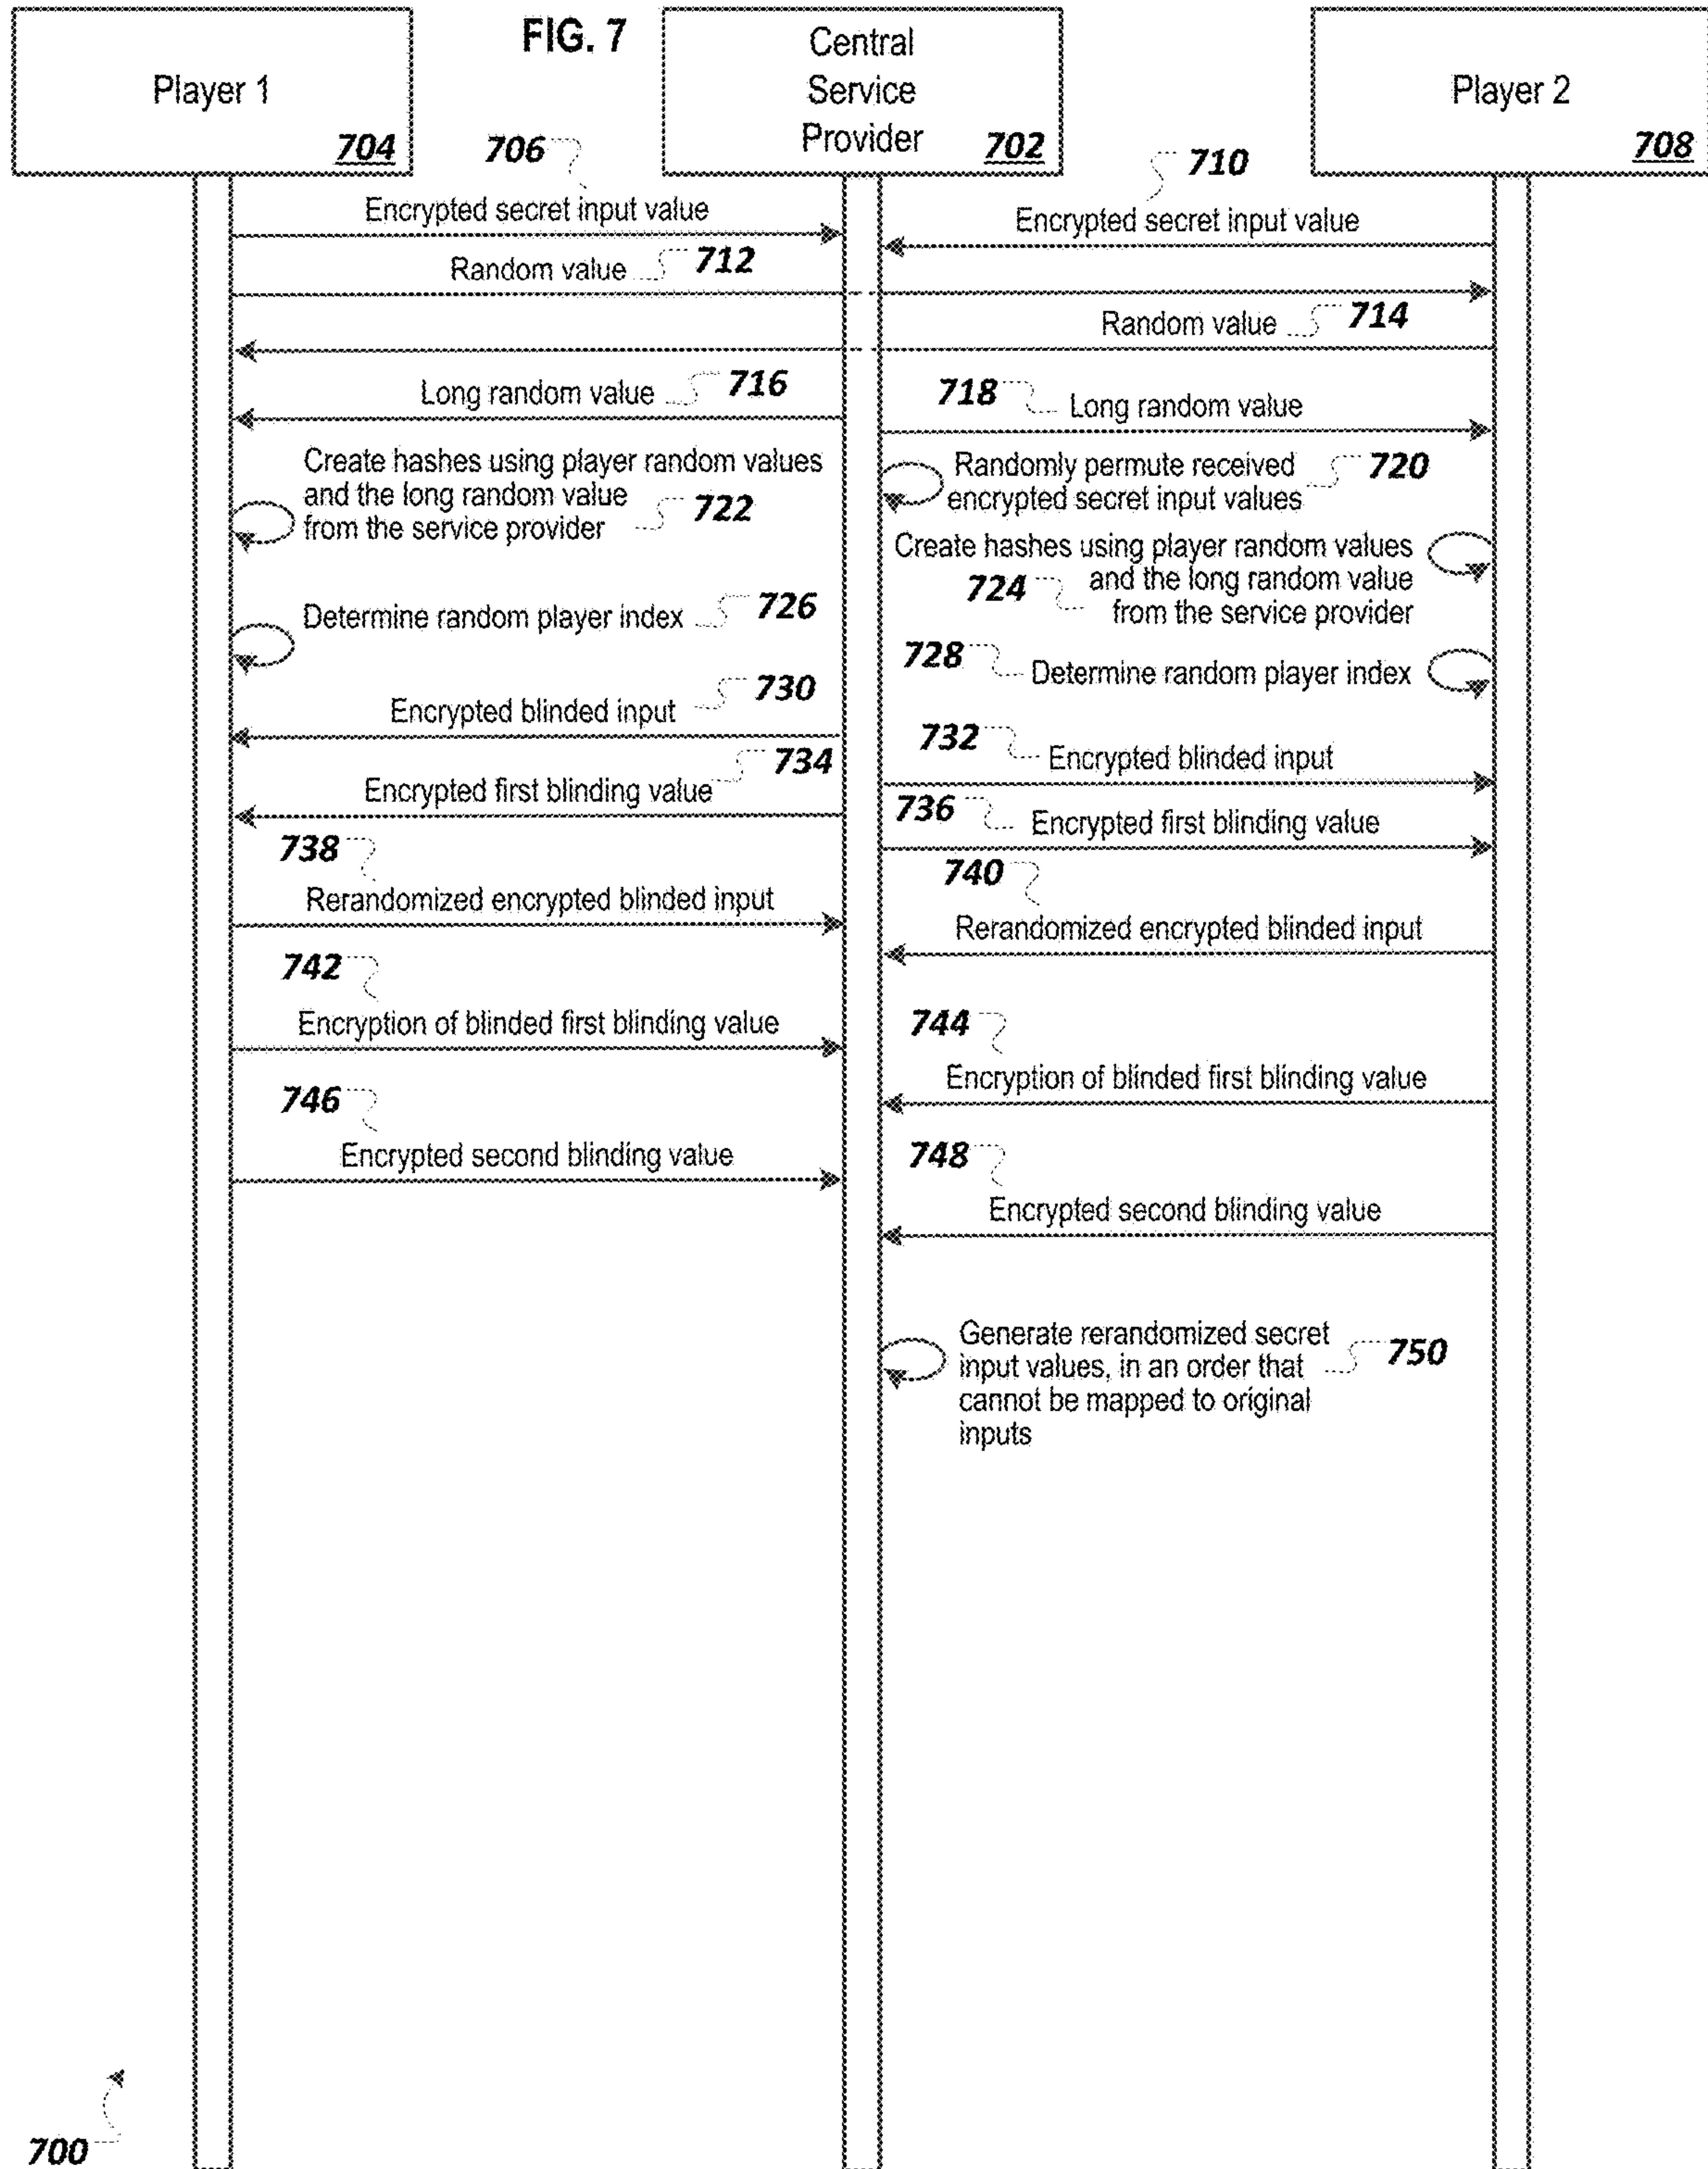 FIG. 7
Player 1
704
Central
Service
Provider 702
Player 2
708
706
Encrypted secret input value
710
Encrypted secret input value
Random value 712
Random value 714
Long random value 716
718 Long random value
Create hashes using player random values
and the long random value
from the service provider 722
Randomly permute received
encrypted secret input values
720
Create hashes using player random values
and the long random value
from the service provider
724
Determine random player index 726
728 Determine random player index
Encrypted blinded input 730
732 Encrypted blinded input
Encrypted first blinding value 734
736 Encrypted first blinding value
738
Rerandomized encrypted blinded input
740
Rerandomized encrypted blinded input
742
Encryption of blinded first blinding value
744
Encryption of blinded first blinding value
746
Encrypted second blinding value
748
Encrypted second blinding value
Generate rerandomized secret
input values, in an order that
cannot be mapped to original
inputs
750
700